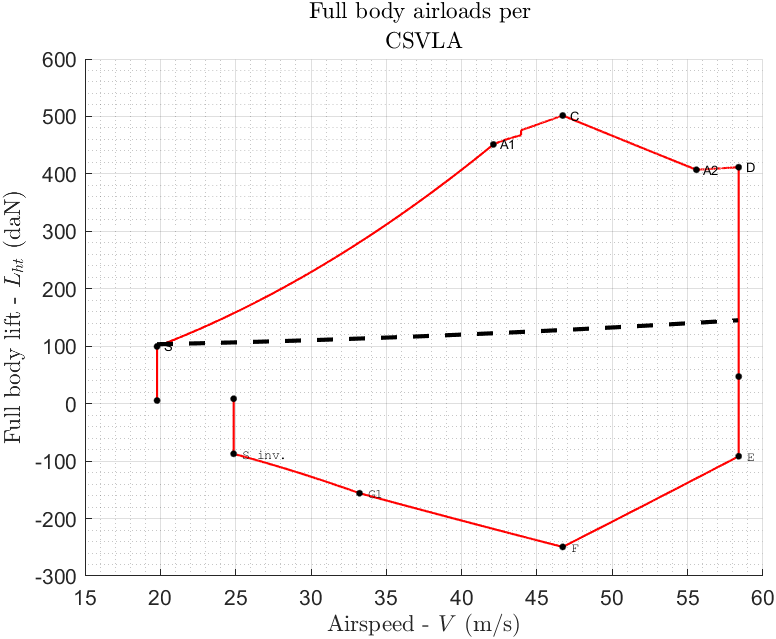 Full body airloads per
CSVLA
600
500
400
300
200
100
0
-100
-200
-300
Full body lift - L_ht (daN)
A1
C
A2
D
S
S inv.
G1
F
E
15 20 25 30 35 40 45 50 55 60
Airspeed - V (m/s)